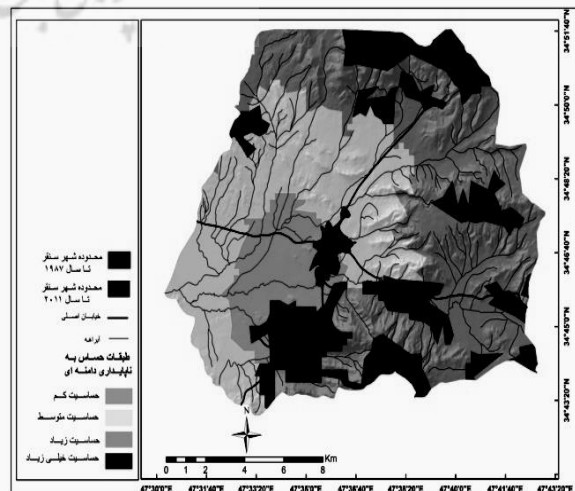 محدوده شهر سنقر
تا سال ۱۹۸۷
محدوده شهر سنقر
تا سال ۲۰۱۱
خیابان اصلی
آبراهه
طبقات حساس به
ناپایداری دامنه ای
حساسیت کم
حساسیت متوسط
حساسیت زیاد
حساسیت خیلی زیاد
N
Km
0 1 2 4 6 8
34°51'40"N
34°50'0"N
34°48'20"N
34°46'40"N
34°45'0"N
34°43'20"N
47°30'0"E 47°31'40"E 47°33'20"E 47°35'0"E 47°36'40"E 47°38'20"E 47°40'0"E 47°41'40"E 47°43'20"E